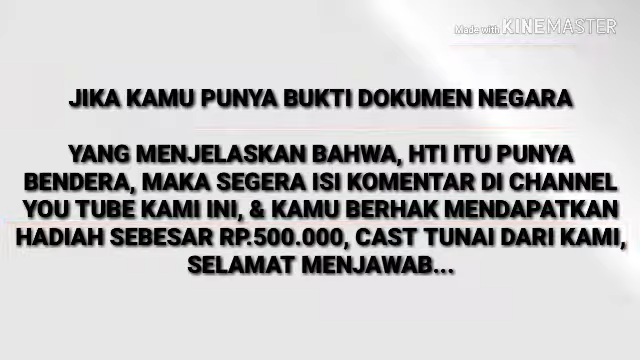 Made with KINEMASTER
JIKA KAMU PUNYA BUKTI DOKUMEN NEGARA
YANG MENJELASKAN BAHWA, HTI ITU PUNYA
BENDERA, MAKA SEGERA ISI KOMENTAR DI CHANNEL
YOU TUBE KAMI INI, & KAMU BERHAK MENDAPATKAN
HADIAH SEBESAR RP.500.000, CAST TUNAI DARI KAMI,
SELAMAT MENJAWAB...